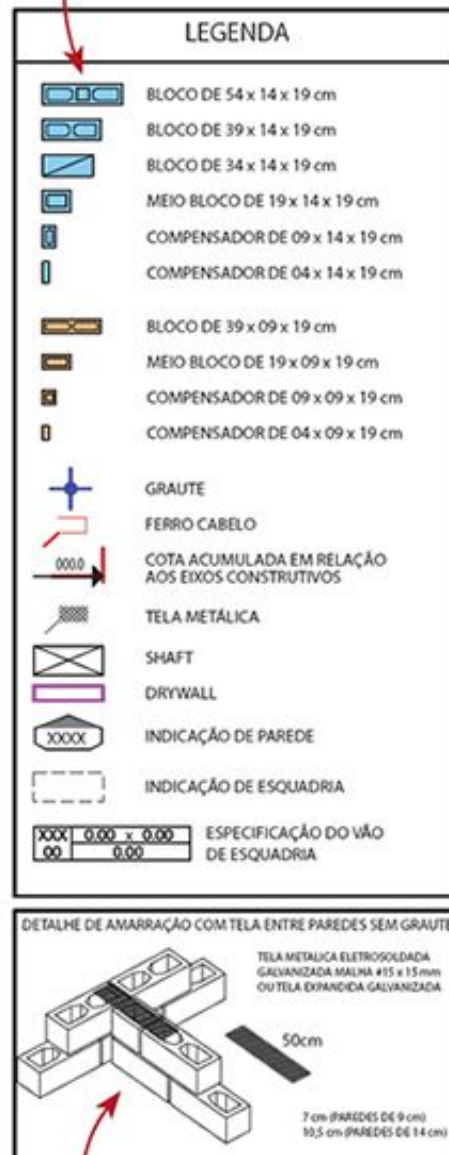 LEGENDA
BLOCO DE 54 x 14 x 19 cm
BLOCO DE 39 x 14 x 19 cm
BLOCO DE 34 x 14 x 19 cm
MEIO BLOCO DE 19 x 14 x 19 cm
COMPENSADOR DE 09 x 14 x 19 cm
COMPENSADOR DE 04 x 14 x 19 cm
BLOCO DE 39 x 09 x 19 cm
MEIO BLOCO DE 19 x 09 x 19 cm
COMPENSADOR DE 09 x 09 x 19 cm
COMPENSADOR DE 04 x 09 x 19 cm
GRAUTE
FERRO CABELO
000.0
COTA ACUMULADA EM RELAÇÃO
AOS EIXOS CONSTRUTIVOS
TELA METÁLICA
SHAFT
DRYWALL
XXXX
INDICAÇÃO DE PAREDE
INDICAÇÃO DE ESQUADRIA
XXX 0.00 x 0.00
00 0.00
ESPECIFICAÇÃO DO VÃO
DE ESQUADRIA
DETALHE DE AMARRAÇÃO COM TELA ENTRE PAREDES SEM GRAUTE
TELA METALICA ELETROSOLDADA
GALVANIZADA MALHA #15 x 15 mm
OU TELA EXPANDIDA GALVANIZADA
50cm
7 cm (PAREDES DE 9 cm)
10,5 cm (PAREDES DE 14 cm)